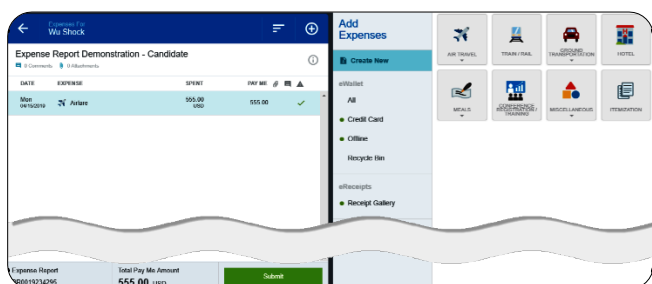 Expenses For
Wu Shock
Expense Report Demonstration - Candidate
0 Comments 0 Attachments
DATE EXPENSE SPENT PAY ME
Mon
04/15/2019
Airfare
555.00
USD
555.00
Expense Report
ER0019234295
Total Pay Me Amount
555.00 USD
Submit
Add
Expenses
Create New
eWallet
All
Credit Card
Offline
Recycle Bin
eReceipts
Receipt Gallery
AIR TRAVEL
TRAIN / RAIL
GROUND
TRANSPORTATION
HOTEL
MEALS
CONFERENCE
REGISTRATION /
TRAINING
MISCELLANEOUS
ITEMIZATION